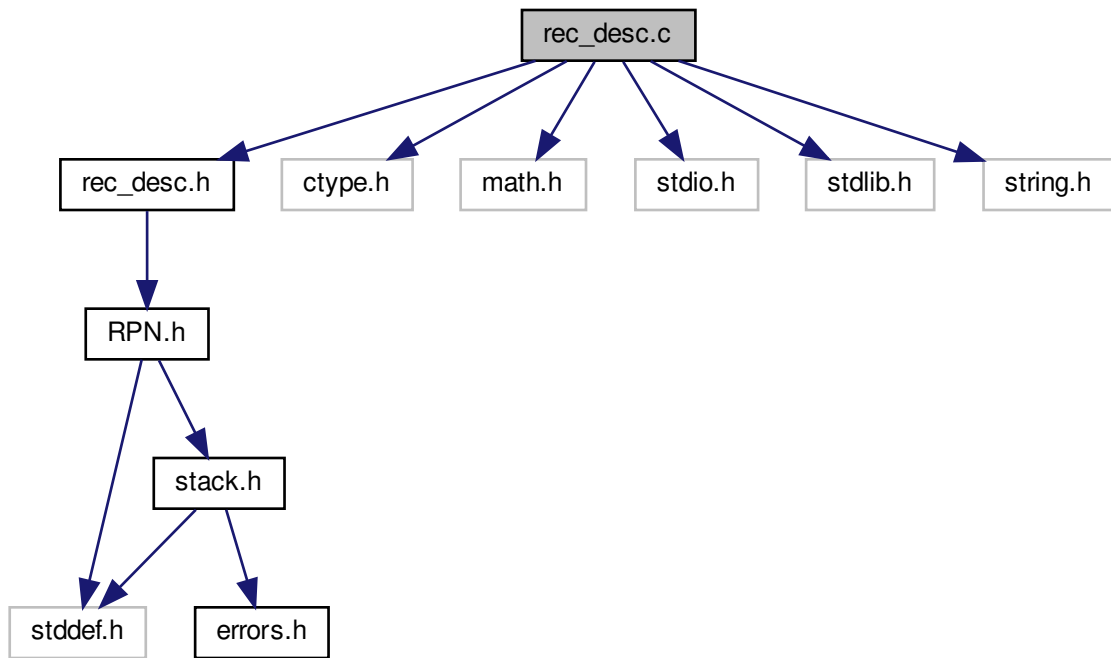 rec_desc.c
rec_desc.h
ctype.h
math.h
stdio.h
stdlib.h
string.h
RPN.h
stack.h
stddef.h
errors.h